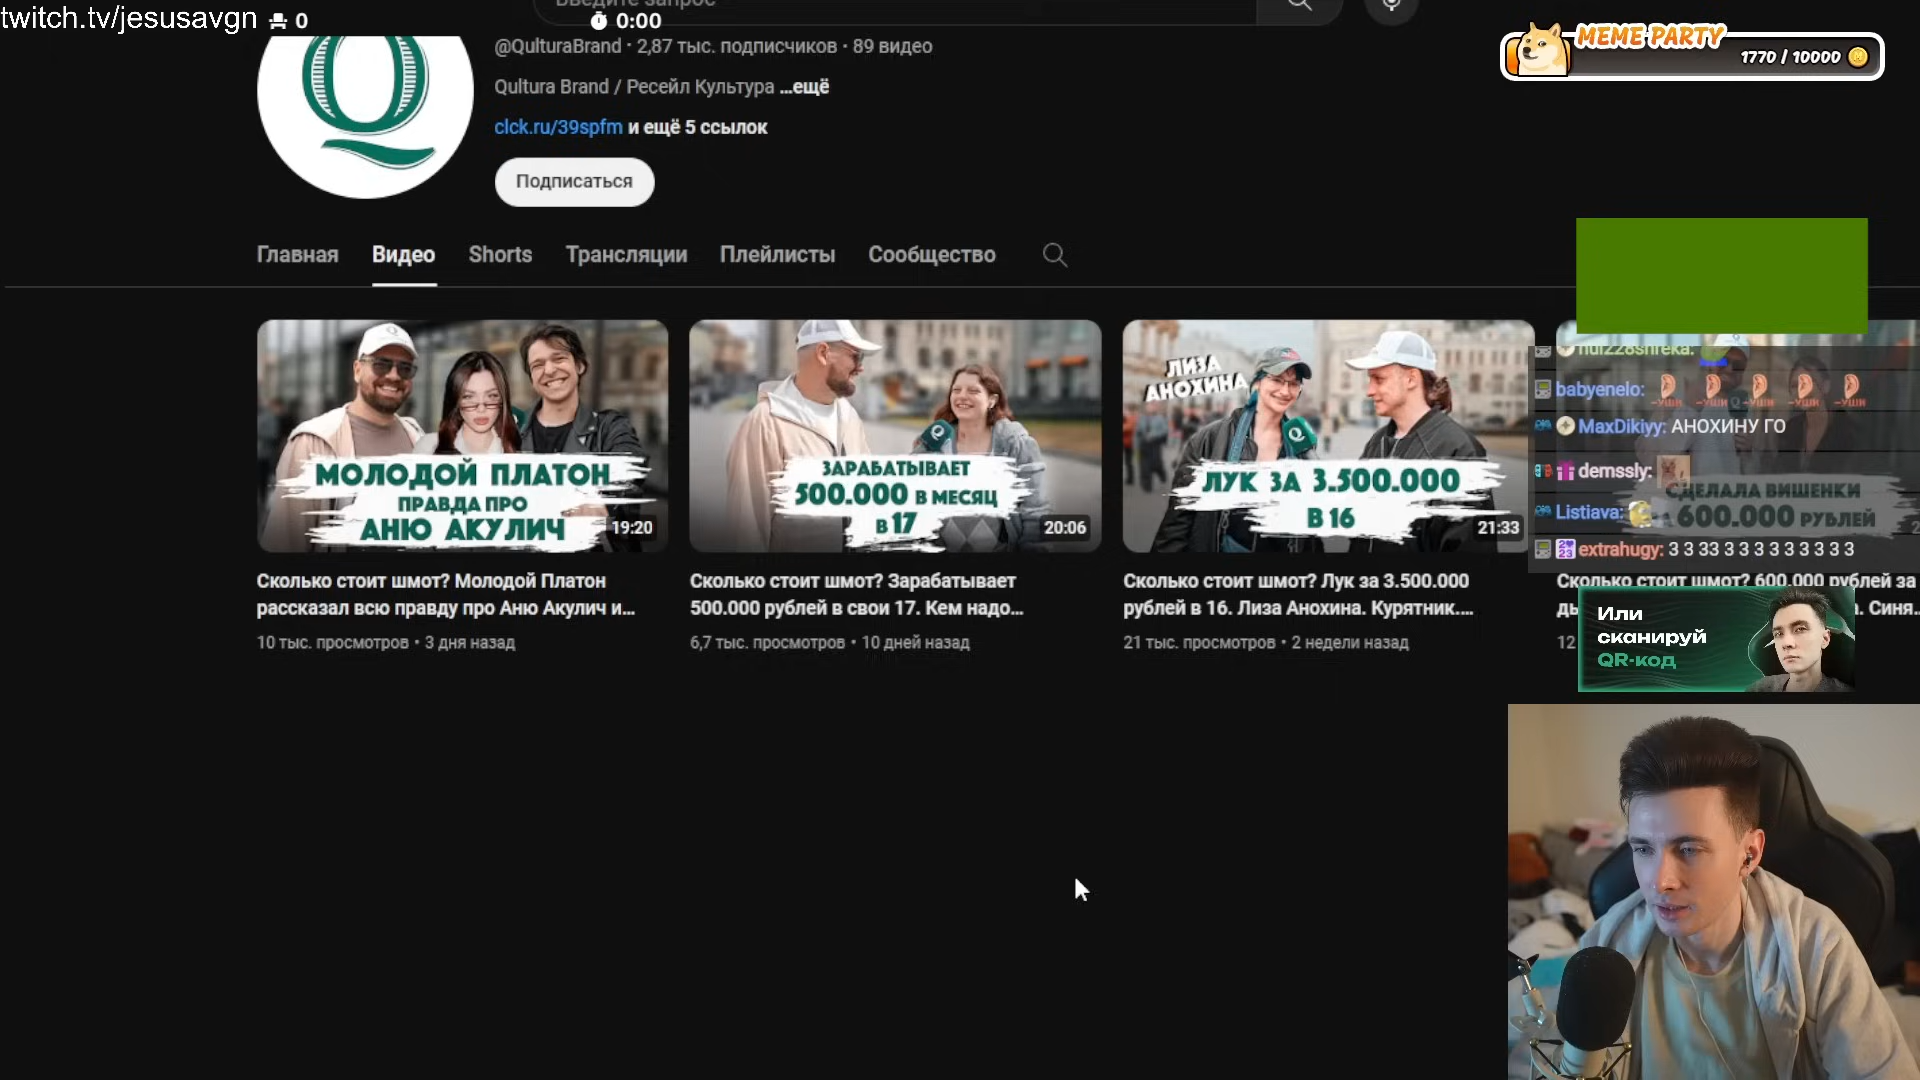 twitch.tv/jesusavgn 0
0:00
Введите запрос
MEME PARTY
1770 / 10000
@QulturaBrand · 2,87 тыс. подписчиков · 89 видео
Qultura Brand / Ресейл Культура ...ещё
clck.ru/39spfm и ещё 5 ссылок
Подписаться
Главная Видео Shorts Трансляции Плейлисты Сообщество
МОЛОДОЙ ПЛАТОН
ПРАВДА ПРО
АНЮ АКУЛИЧ
19:20
Сколько стоит шмот? Молодой Платон
рассказал всю правду про Аню Акулич и...
10 тыс. просмотров · 3 дня назад
ЗАРАБАТЫВАЕТ
500.000 В МЕСЯЦ
В 17
20:06
Сколько стоит шмот? Зарабатывает
500.000 рублей в свои 17. Кем надо...
6,7 тыс. просмотров · 10 дней назад
ЛИЗА
АНОХИНА
ЛУК ЗА 3.500.000
В 16
21:33
Сколько стоит шмот? Лук за 3.500.000
рублей в 16. Лиза Анохина. Курятник....
21 тыс. просмотров · 2 недели назад
babyenelo:
MaxDikiyy: АНОХИНУ ГО
demssly:
СДЕЛАЛА ВИШЕНКИ
Listiava:
600.000 РУБЛЕЙ
extrahugy: 3 3 33 3 3 3 3 3 3 3 3 3
Сколько стоит шмот? 600.000 рублей за
Синя...
12
Или
сканируй
QR-код